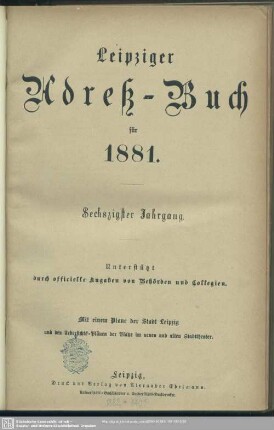 Leipziger
Adreß-Buch
für
1881.
Sechszigster Jahrgang.
Unterstützt
durch officielle Angaben von Behörden und Collegien.
Mit einem Plane der Stadt Leipzig
und den Uebersichts-Plänen der Plätze im neuen und alten Stadttheater.
Leipzig,
Druck und Verlag von Alexander Edelmann.